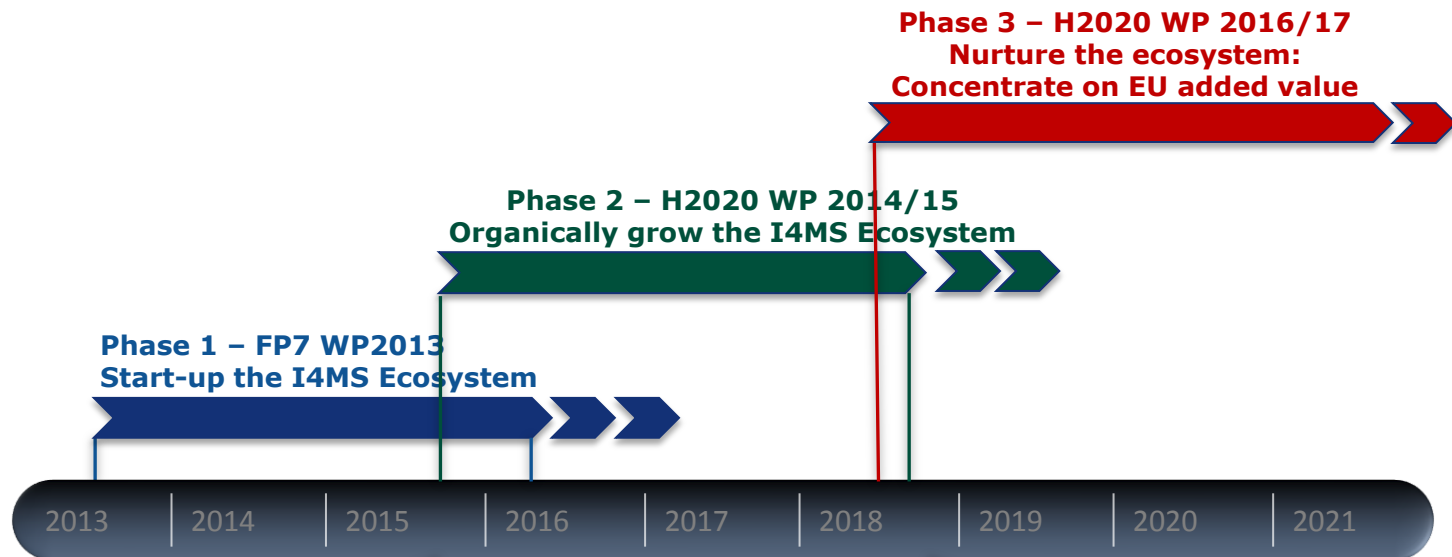 Phase 3 – H2020 WP 2016/17
Nurture the ecosystem:
Concentrate on EU added value
Phase 2 – H2020 WP 2014/15
Organically grow the I4MS Ecosystem
Phase 1 – FP7 WP2013
Start-up the I4MS Ecosystem
2013 2014 2015 2016 2017 2018 2019 2020 2021